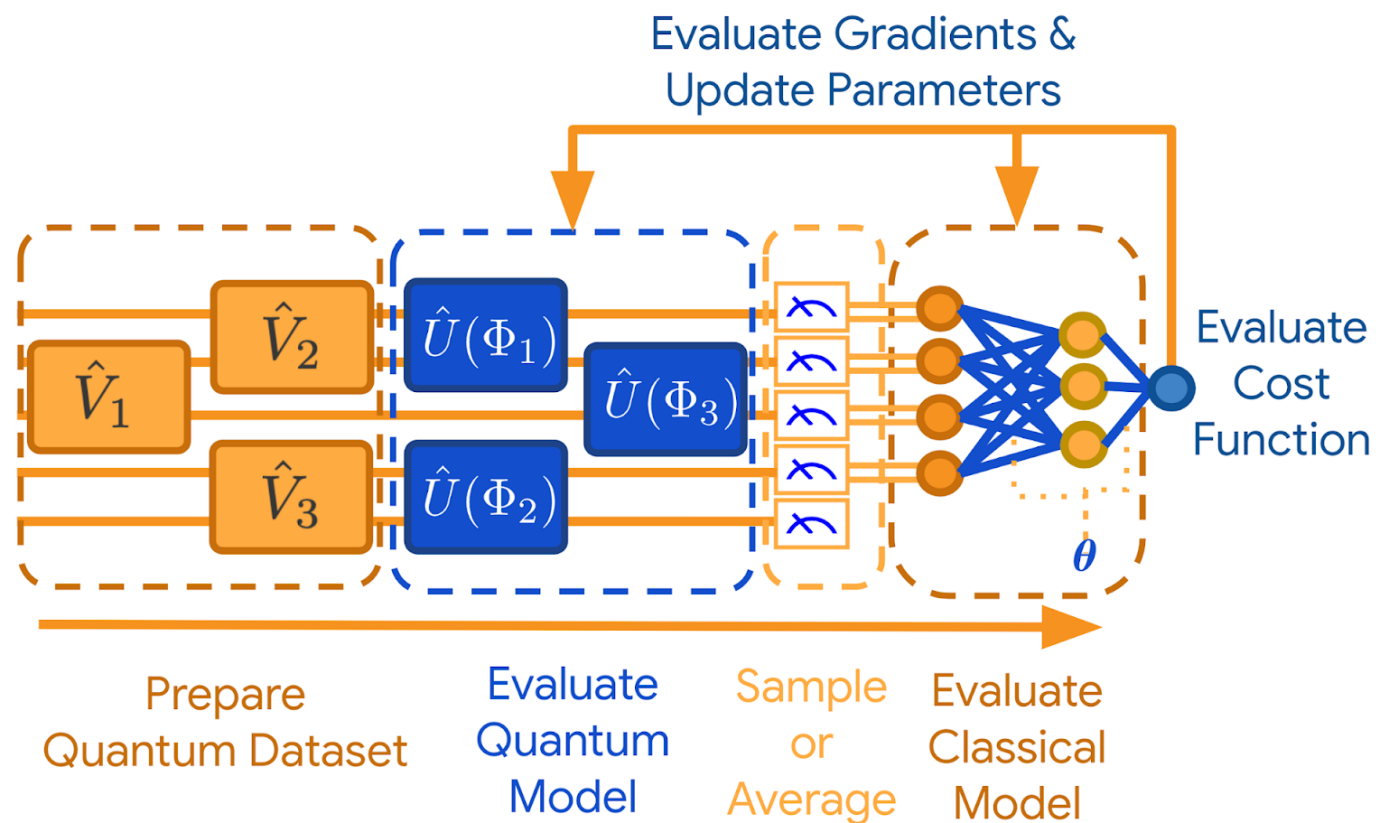 Evaluate Gradients &
Update Parameters
V̂₁
V̂₂
V̂₃
Û(Φ₁)
Û(Φ₂)
Û(Φ₃)
θ
Evaluate
Cost
Function
Prepare
Quantum Dataset
Evaluate
Quantum
Model
Sample
or
Average
Evaluate
Classical
Model